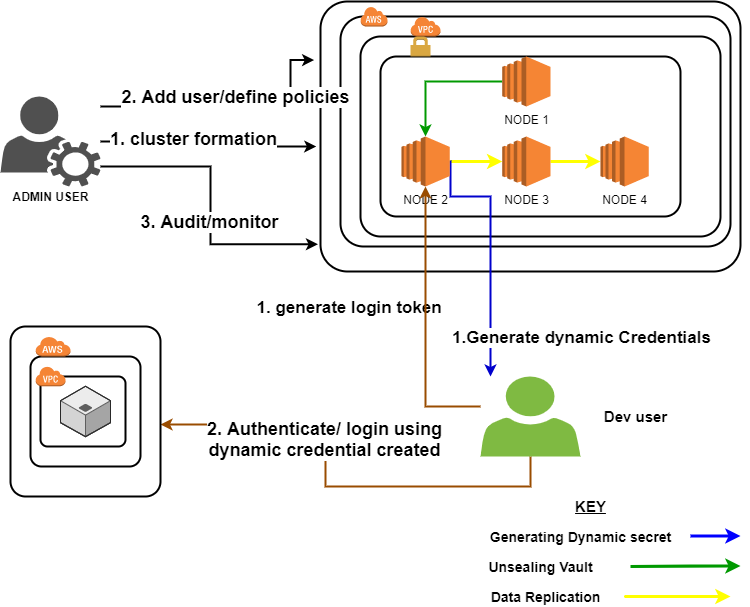 AWS
VPC
2. Add user/define policies
NODE 1
1. cluster formation
ADMIN USER
NODE 2
NODE 3
NODE 4
3. Audit/monitor
1. generate login token
1.Generate dynamic Credentials
AWS
VPC
Dev user
2. Authenticate/ login using
dynamic credential created
KEY
Generating Dynamic secret
Unsealing Vault
Data Replication